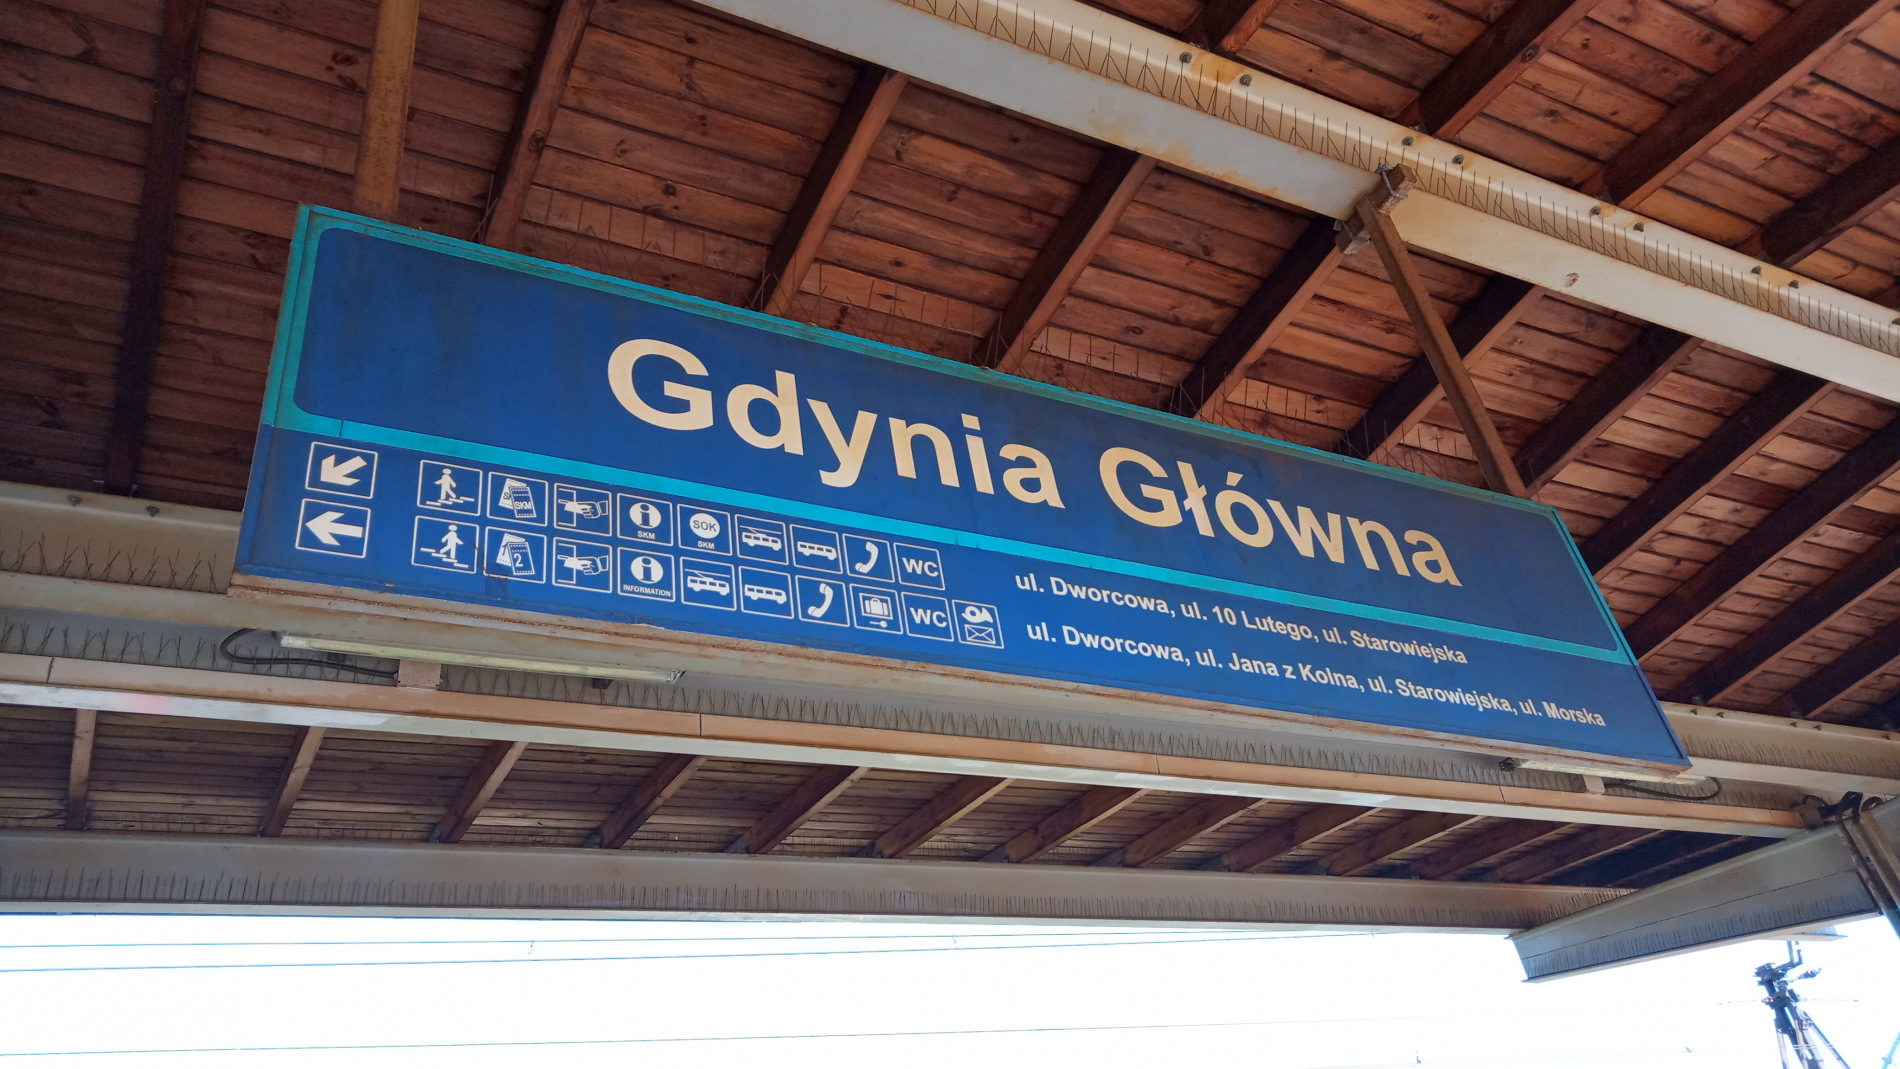 Gdynia Główna
SKM SKM SOK SKM WC ul. Dworcowa, ul. 10 Lutego, ul. Starowiejska
2 INFORMATION WC ul. Dworcowa, ul. Jana z Kolna, ul. Starowiejska, ul. Morska